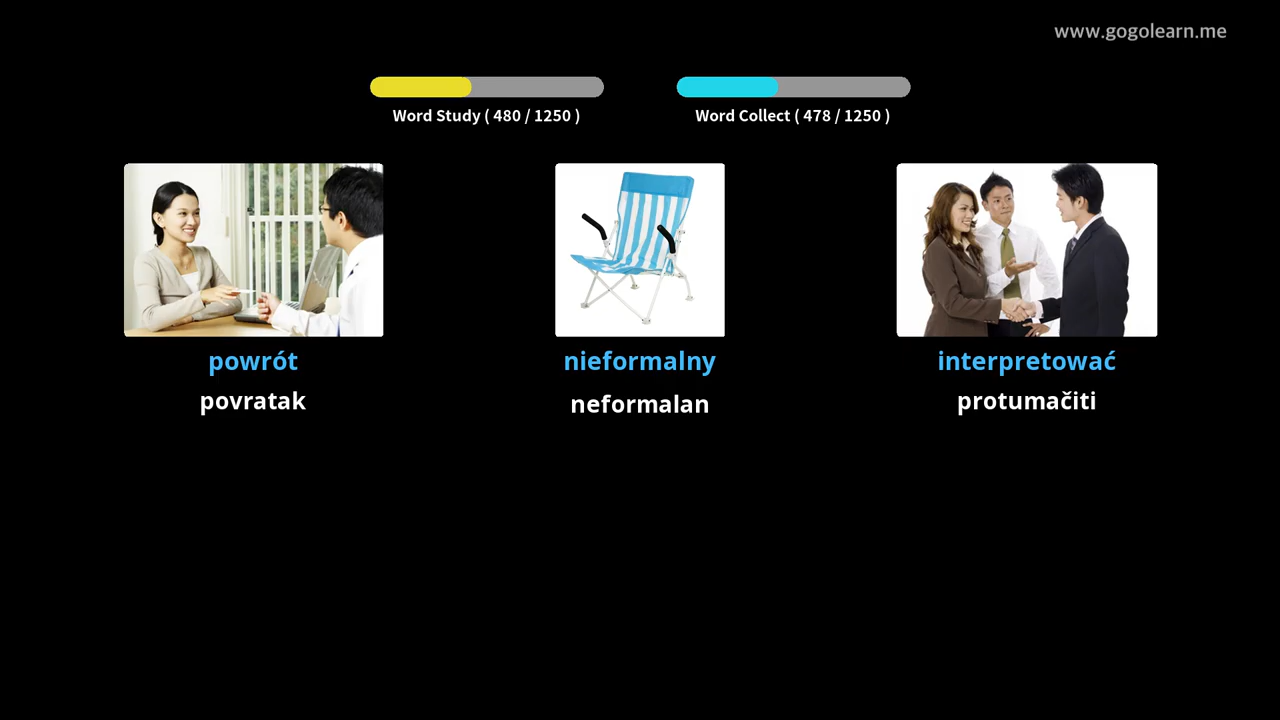 www.gogolearn.me
Word Study ( 480 / 1250 )
Word Collect ( 478 / 1250 )
powrót
nieformalny
interpretować
povratak
neformalan
protumačiti